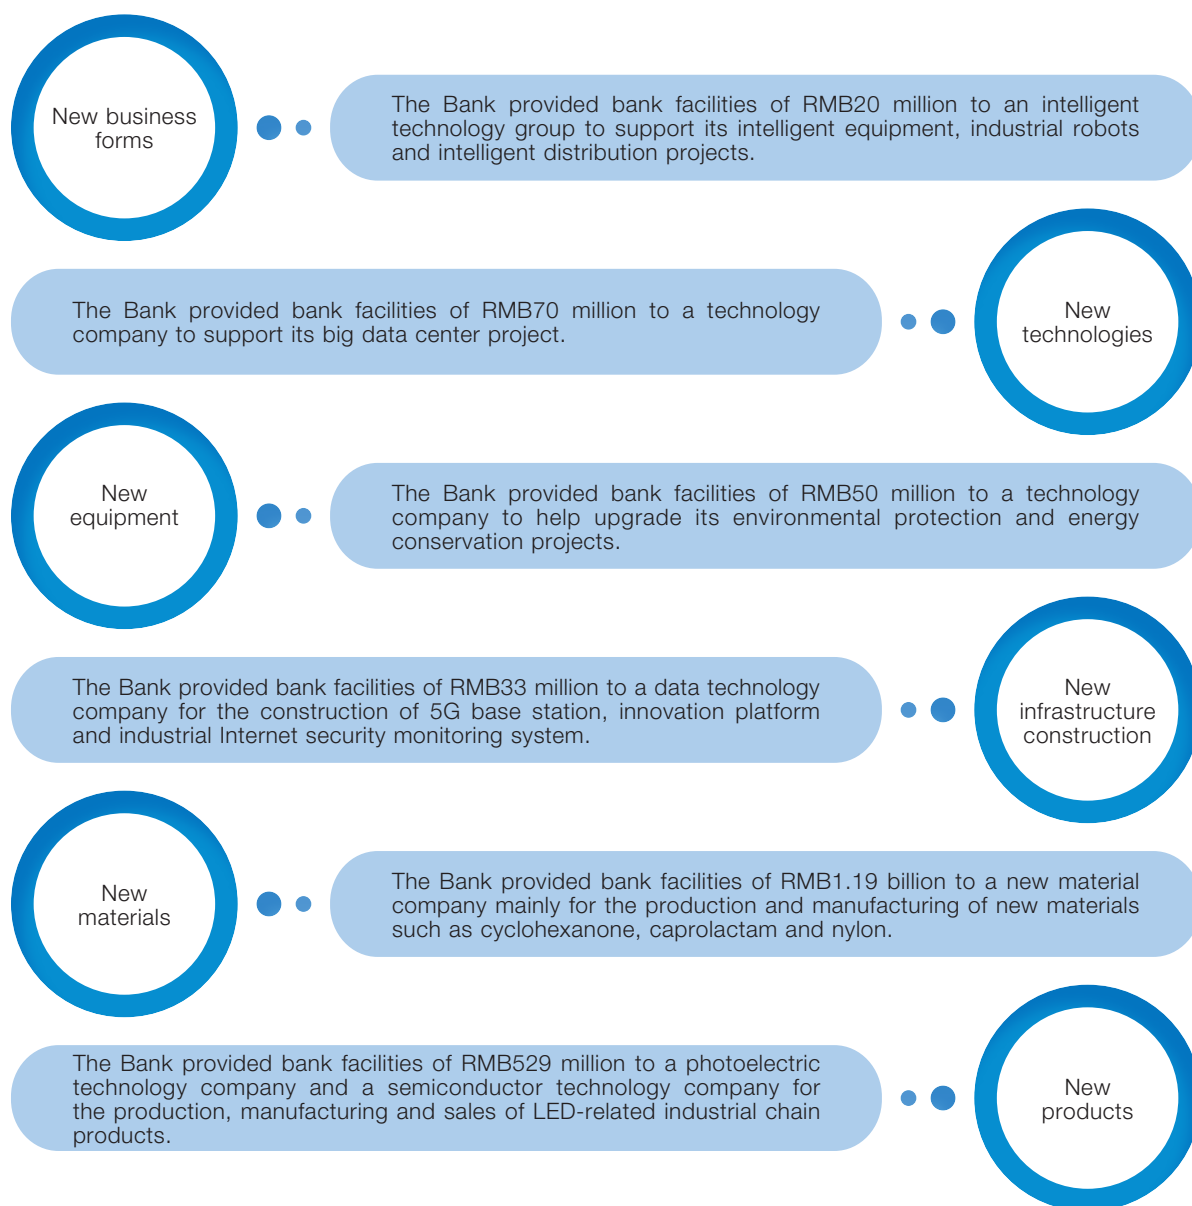 New business
forms
The Bank provided bank facilities of RMB20 million to an intelligent
technology group to support its intelligent equipment, industrial robots
and intelligent distribution projects.
The Bank provided bank facilities of RMB70 million to a technology
company to support its big data center project.
New
technologies
New
equipment
The Bank provided bank facilities of RMB50 million to a technology
company to help upgrade its environmental protection and energy
conservation projects.
The Bank provided bank facilities of RMB33 million to a data technology
company for the construction of 5G base station, innovation platform
and industrial Internet security monitoring system.
New
infrastructure
construction
New
materials
The Bank provided bank facilities of RMB1.19 billion to a new material
company mainly for the production and manufacturing of new materials
such as cyclohexanone, caprolactam and nylon.
The Bank provided bank facilities of RMB529 million to a photoelectric
technology company and a semiconductor technology company for
the production, manufacturing and sales of LED-related industrial chain
products.
New
products